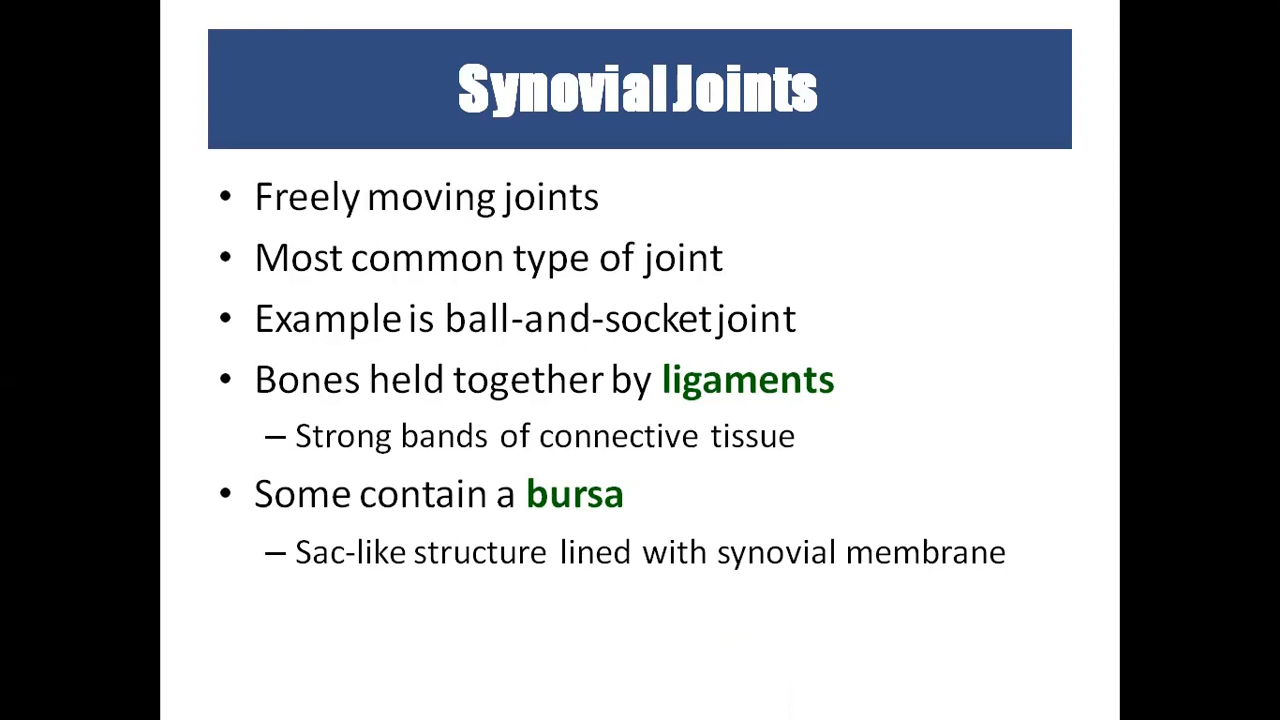 Synovial Joints
• Freely moving joints
• Most common type of joint
• Example is ball-and-socket joint
• Bones held together by ligaments
– Strong bands of connective tissue
• Some contain a bursa
– Sac-like structure lined with synovial membrane